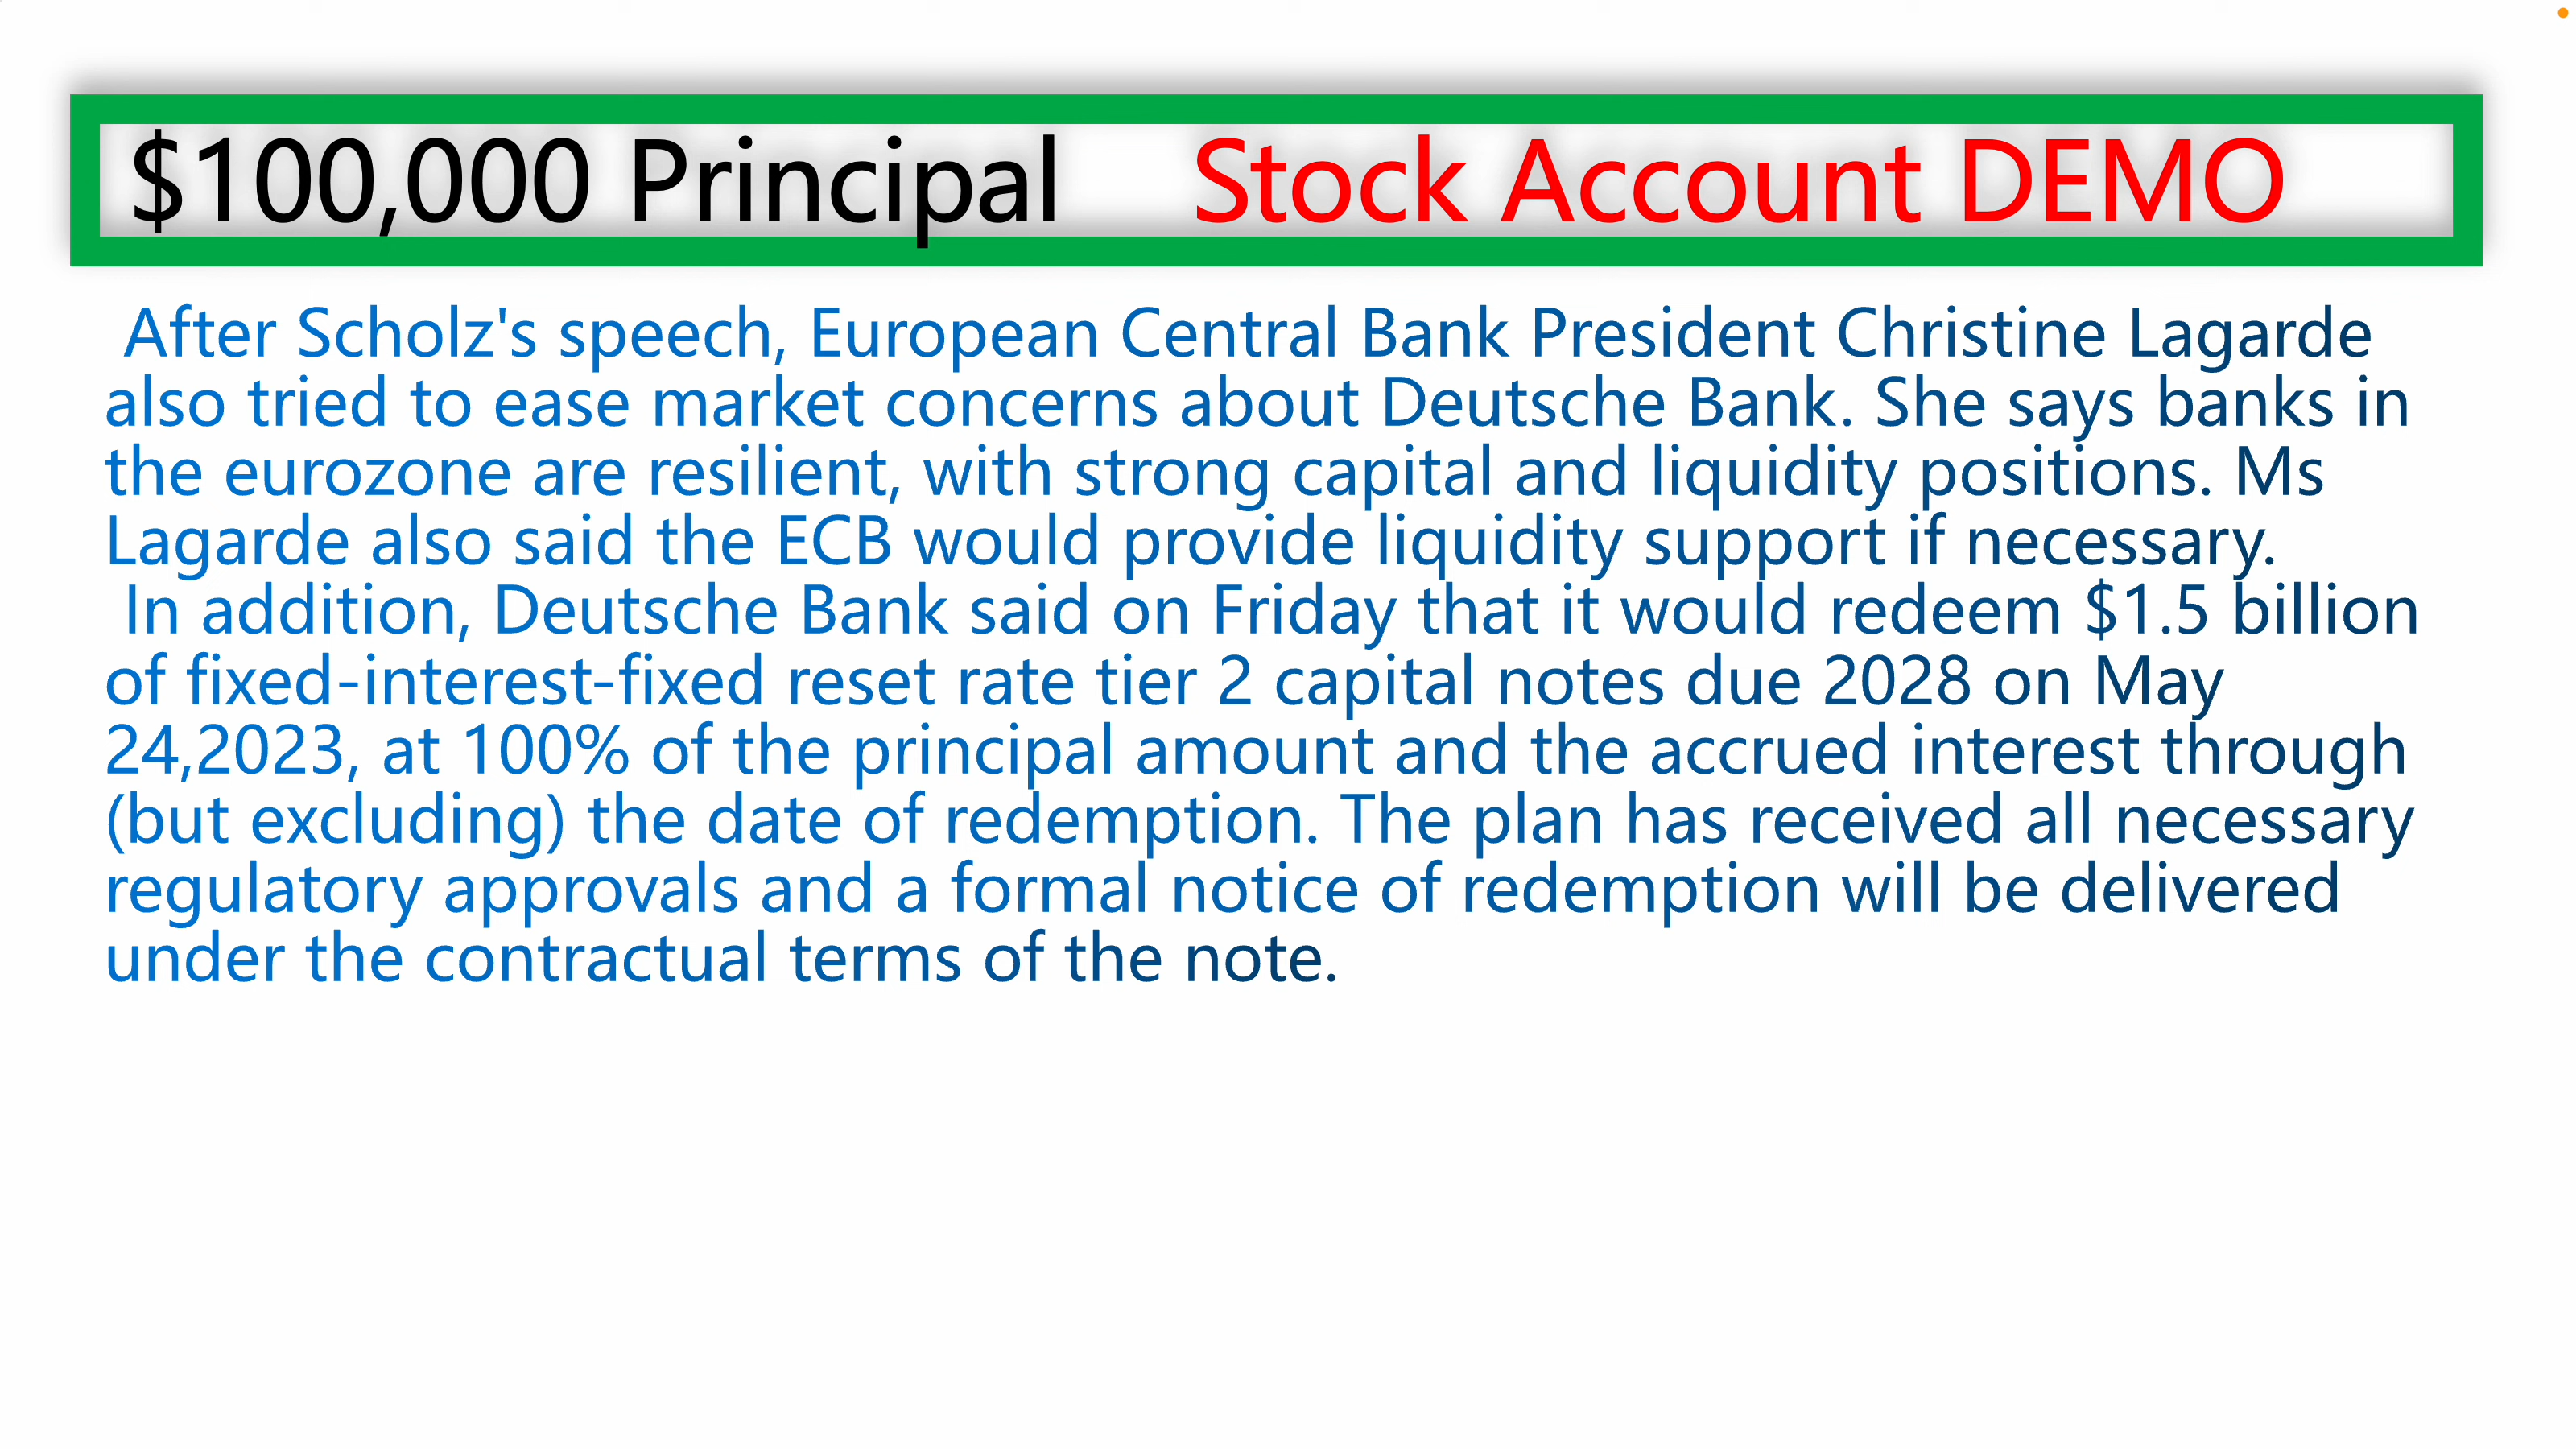 $100,000 Principal Stock Account DEMO
After Scholz's speech, European Central Bank President Christine Lagarde
also tried to ease market concerns about Deutsche Bank. She says banks in
the eurozone are resilient, with strong capital and liquidity positions. Ms
Lagarde also said the ECB would provide liquidity support if necessary.
In addition, Deutsche Bank said on Friday that it would redeem $1.5 billion
of fixed-interest-fixed reset rate tier 2 capital notes due 2028 on May
24,2023, at 100% of the principal amount and the accrued interest through
(but excluding) the date of redemption. The plan has received all necessary
regulatory approvals and a formal notice of redemption will be delivered
under the contractual terms of the note.